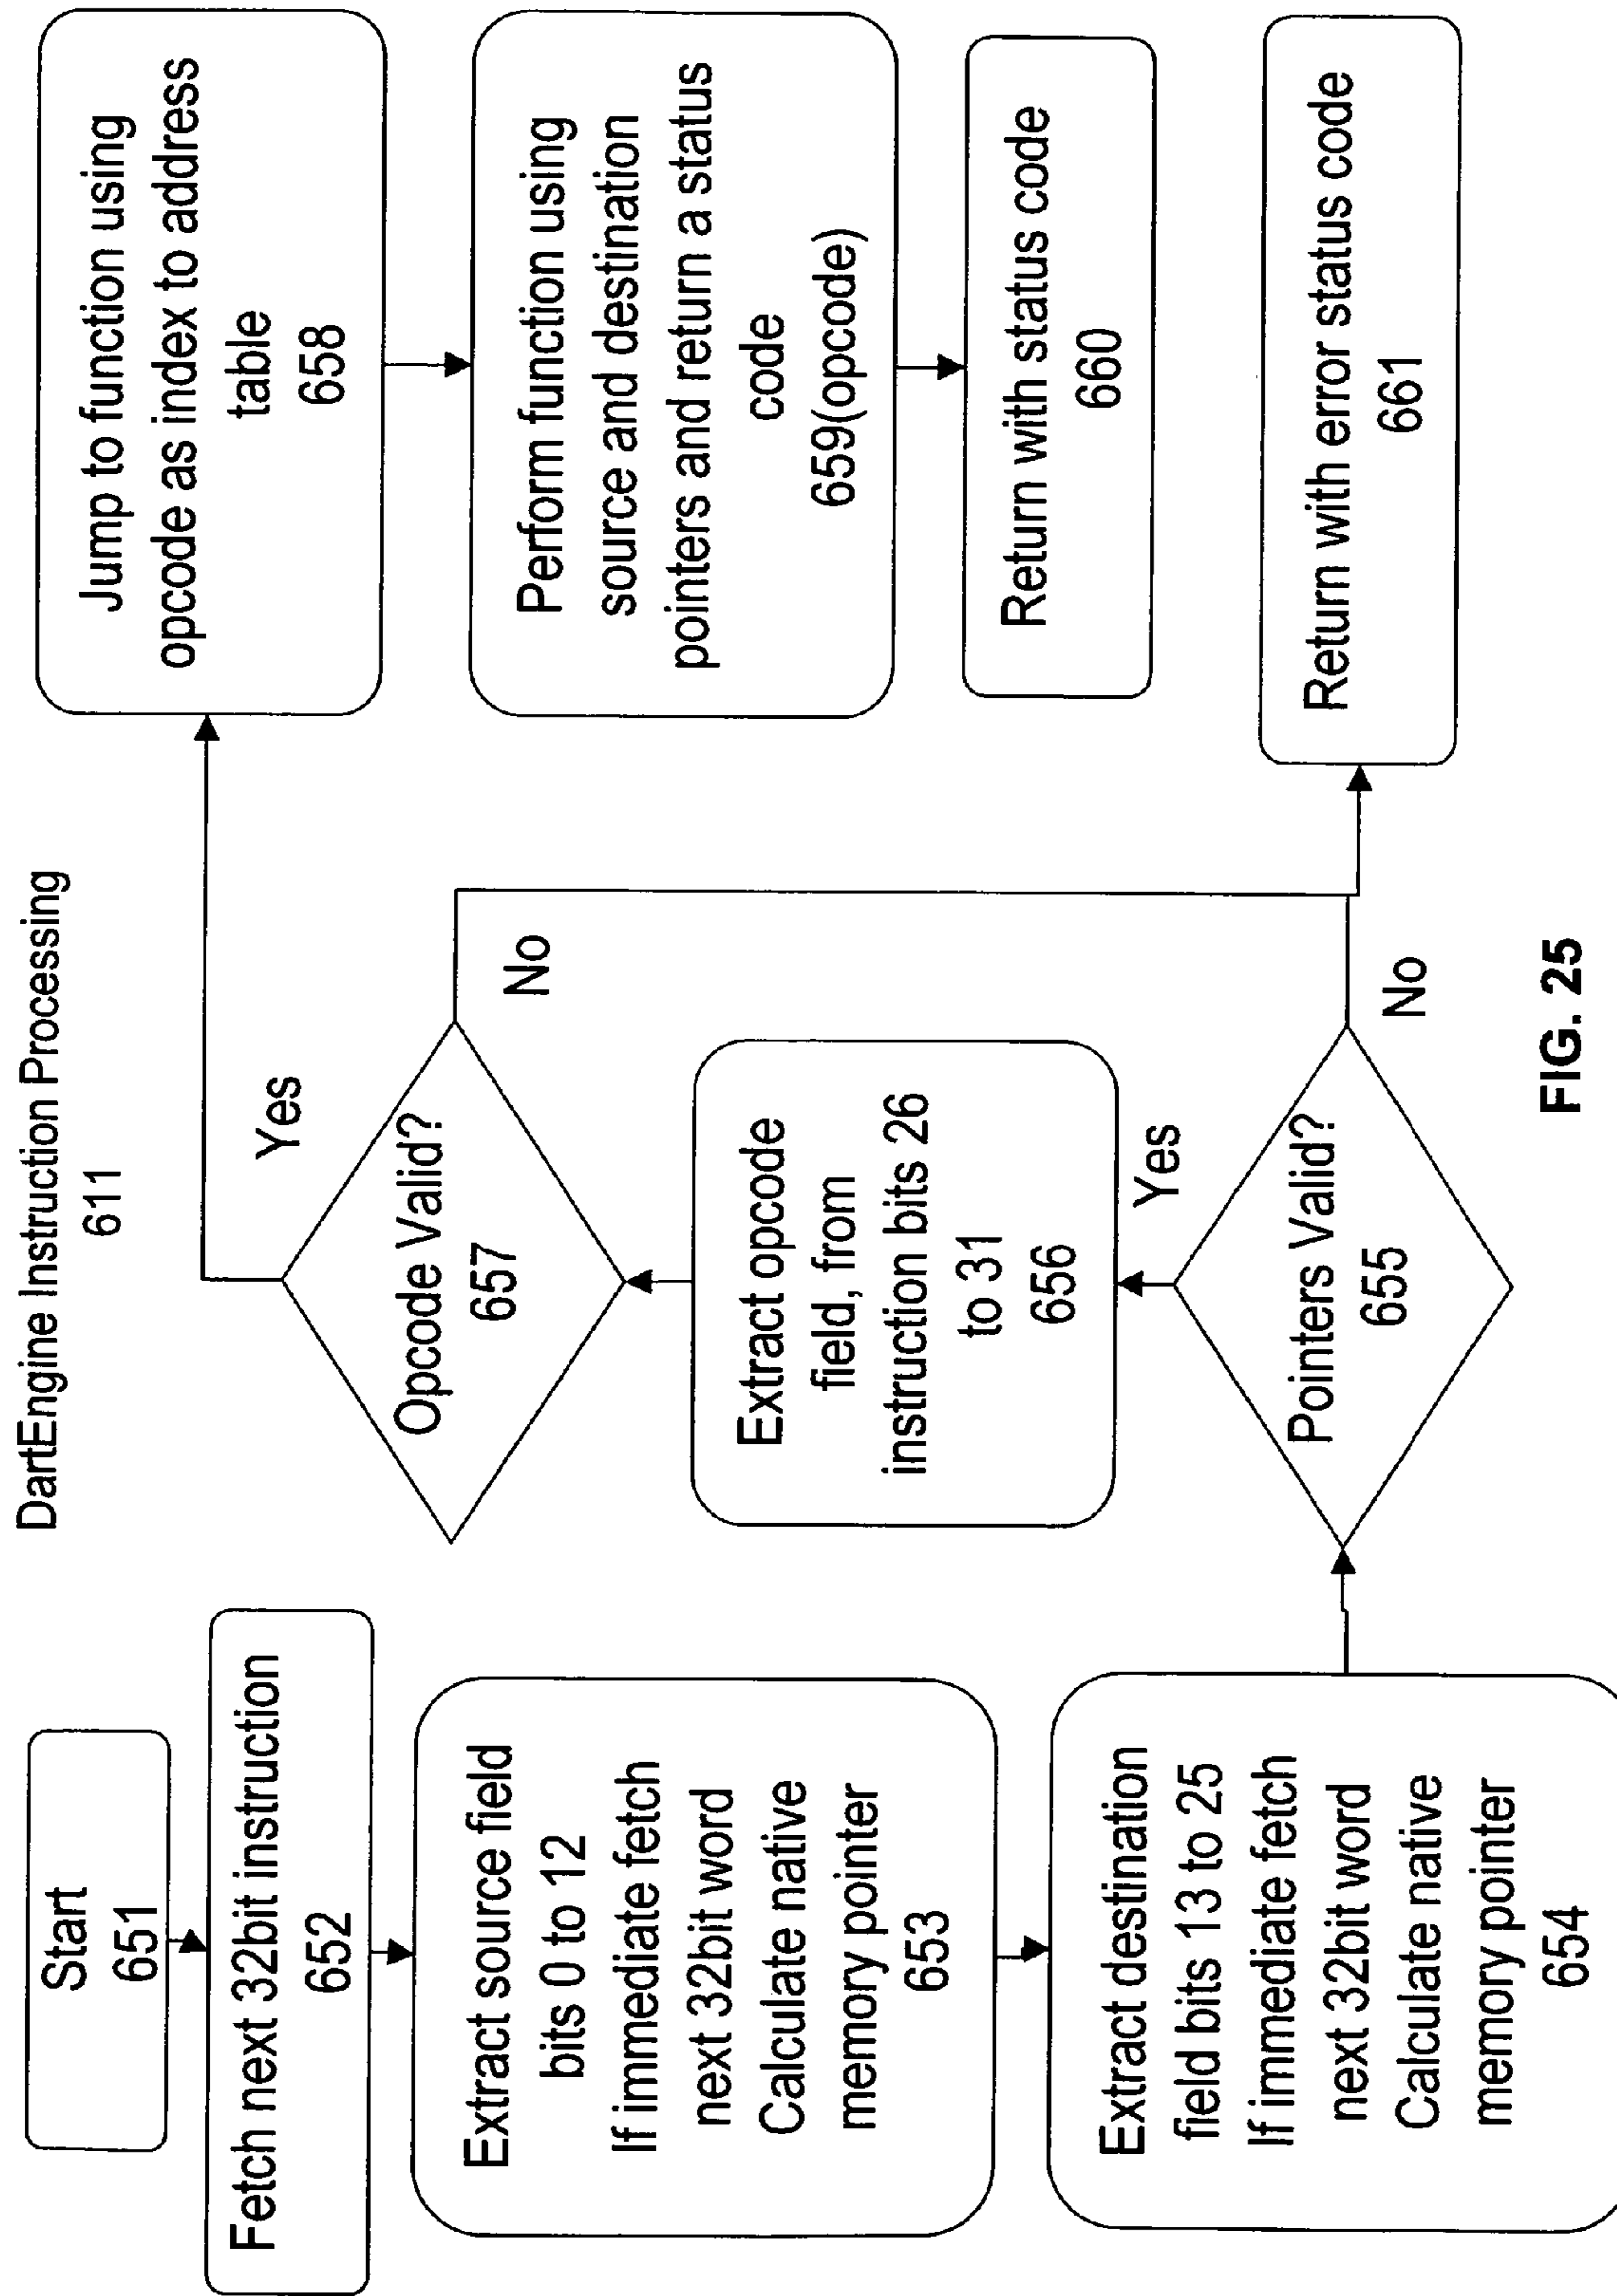 DartEngine Instruction Processing
611
Start
651
Fetch next 32bit instruction
652
Extract source field
bits 0 to 12
If immediate fetch
next 32bit word
Calculate native
memory pointer
653
Extract destination
field bits 13 to 25
If immediate fetch
next 32bit word
Calculate native
memory pointer
654
Pointers Valid?
655
Yes
No
Extract opcode
field, from
instruction bits 26
to 31
656
Opcode Valid?
657
Yes
No
Jump to function using
opcode as index to address
table
658
Perform function using
source and destination
pointers and return a status
code
659(opcode)
Return with status code
660
Return with error status code
661
FIG. 25